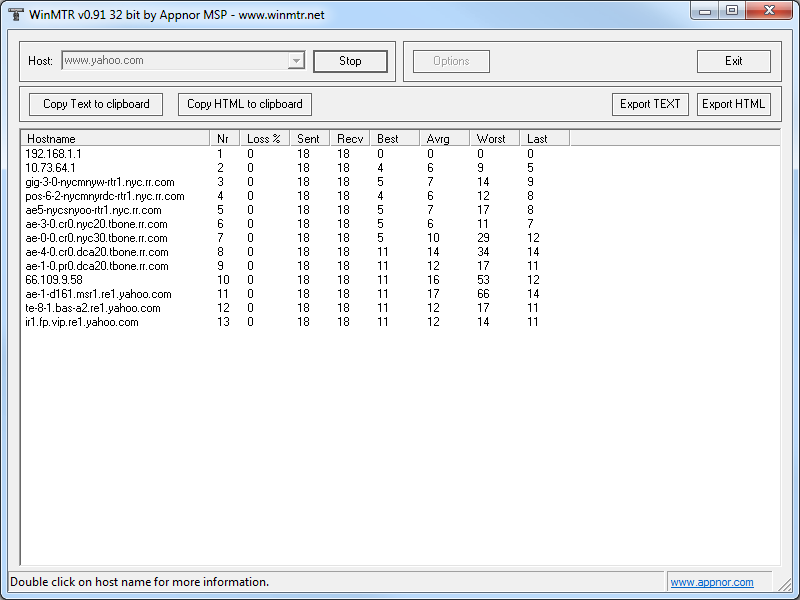 WinMTR v0.91 32 bit by Appnor MSP - www.winmtr.net
Host: www.yahoo.com Stop Options Exit
Copy Text to clipboard Copy HTML to clipboard Export TEXT Export HTML
Hostname Nr Loss % Sent Recv Best Avrg Worst Last
192.168.1.1 1 0 18 18 0 0 0 0
10.73.64.1 2 0 18 18 4 6 9 5
gig-3-0-nycmnyw-rtr1.nyc.rr.com 3 0 18 18 5 7 14 9
pos-6-2-nycmnyrdc-rtr1.nyc.rr.com 4 0 18 18 4 6 12 8
ae5-nycsnyoo-rtr1.nyc.rr.com 5 0 18 18 5 7 17 8
ae-3-0.cr0.nyc20.tbone.rr.com 6 0 18 18 5 6 11 7
ae-0-0.cr0.nyc30.tbone.rr.com 7 0 18 18 5 10 29 12
ae-4-0.cr0.dca20.tbone.rr.com 8 0 18 18 11 14 34 14
ae-1-0.pr0.dca20.tbone.rr.com 9 0 18 18 11 12 17 11
66.109.9.58 10 0 18 18 11 16 53 12
ae-1-d161.msr1.re1.yahoo.com 11 0 18 18 11 17 66 14
te-8-1.bas-a2.re1.yahoo.com 12 0 18 18 11 12 17 11
ir1.fp.vip.re1.yahoo.com 13 0 18 18 11 12 14 11
Double click on host name for more information. www.appnor.com